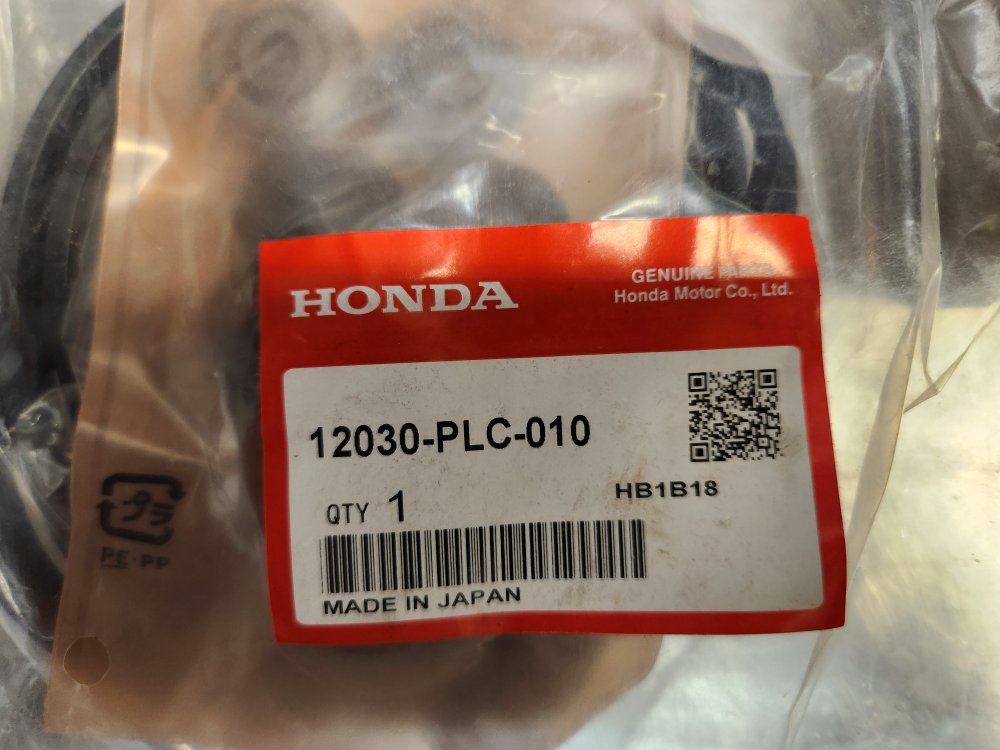 HONDA
GENUINE PARTS
Honda Motor Co., Ltd.
12030-PLC-010
HB1B18
QTY 1
MADE IN JAPAN
プラ
PE・PP